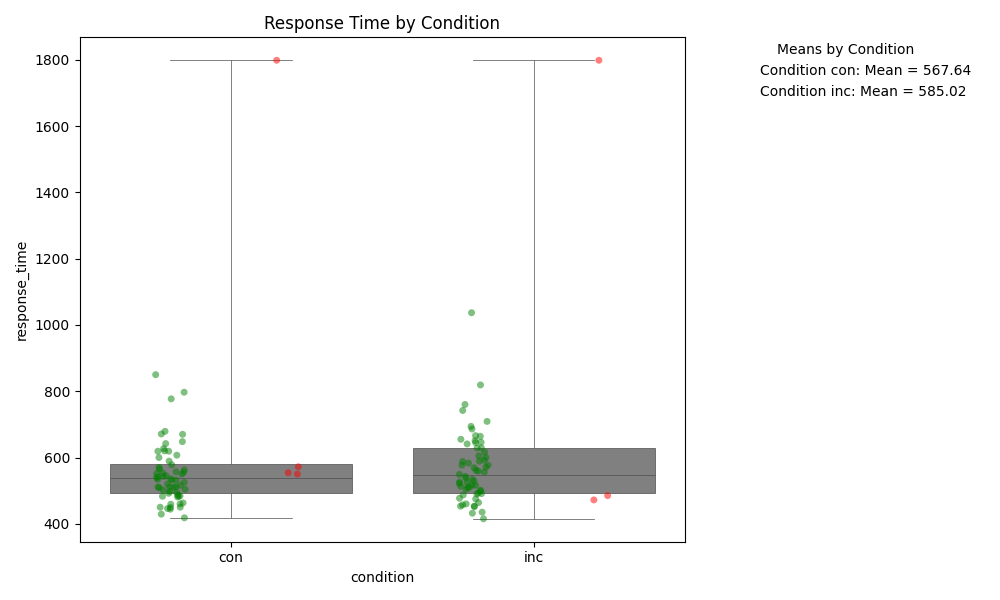 Response Time by Condition
Means by Condition
Condition con: Mean = 567.64
Condition inc: Mean = 585.02
1800
1600
1400
1200
1000
800
600
400
response_time
con
inc
condition